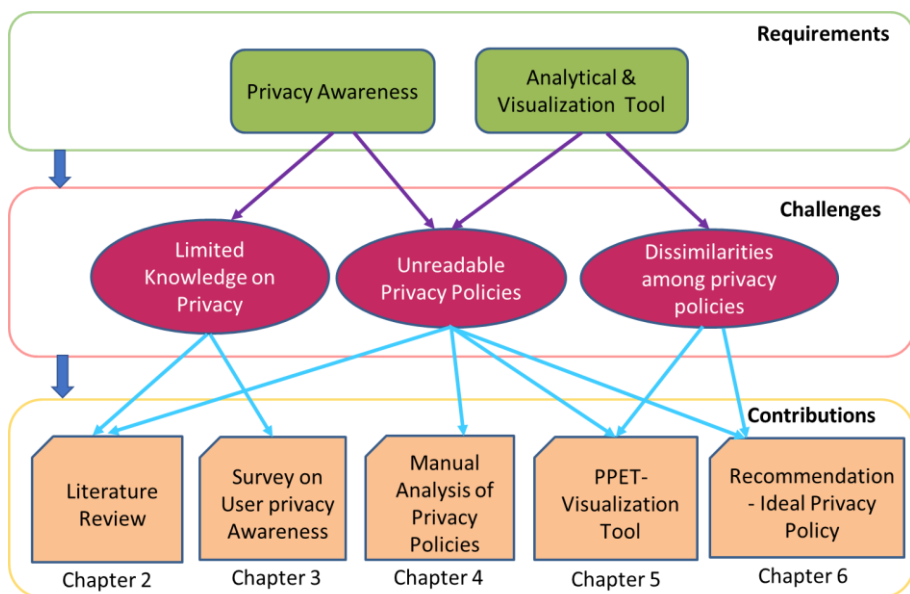 Requirements
Privacy Awareness
Analytical &
Visualization Tool
Challenges
Limited
Knowledge on
Privacy
Unreadable
Privacy Policies
Dissimilarities
among privacy
policies
Contributions
Literature
Review
Survey on
User privacy
Awareness
Manual
Analysis of
Privacy
Policies
PPET-
Visualization
Tool
Recommendation
- Ideal Privacy
Policy
Chapter 2
Chapter 3
Chapter 4
Chapter 5
Chapter 6